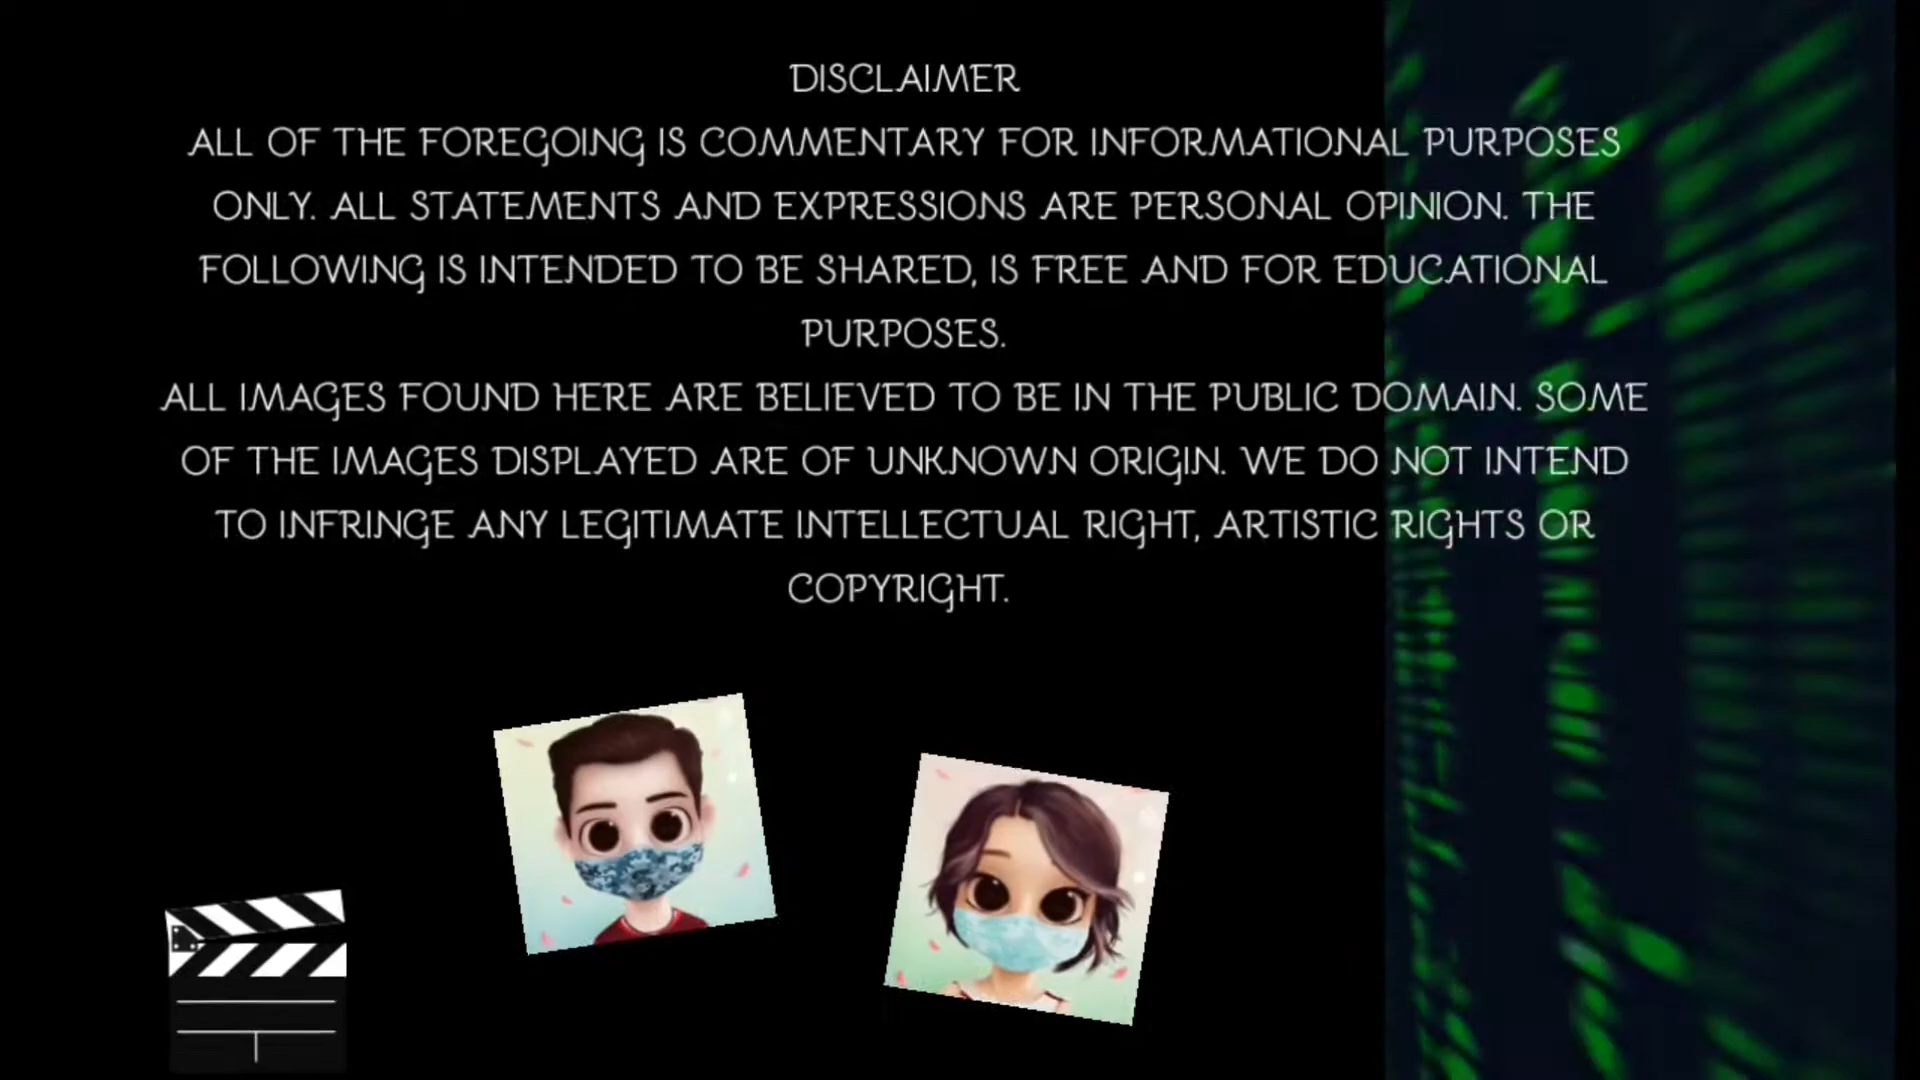 DISCLAIMER
ALL OF THE FOREGOING IS COMMENTARY FOR INFORMATIONAL PURPOSES
ONLY. ALL STATEMENTS AND EXPRESSIONS ARE PERSONAL OPINION. THE
FOLLOWING IS INTENDED TO BE SHARED, IS FREE AND FOR EDUCATIONAL
PURPOSES.
ALL IMAGES FOUND HERE ARE BELIEVED TO BE IN THE PUBLIC DOMAIN. SOME
OF THE IMAGES DISPLAYED ARE OF UNKNOWN ORIGIN. WE DO NOT INTEND
TO INFRINGE ANY LEGITIMATE INTELLECTUAL RIGHT, ARTISTIC RIGHTS OR
COPYRIGHT.